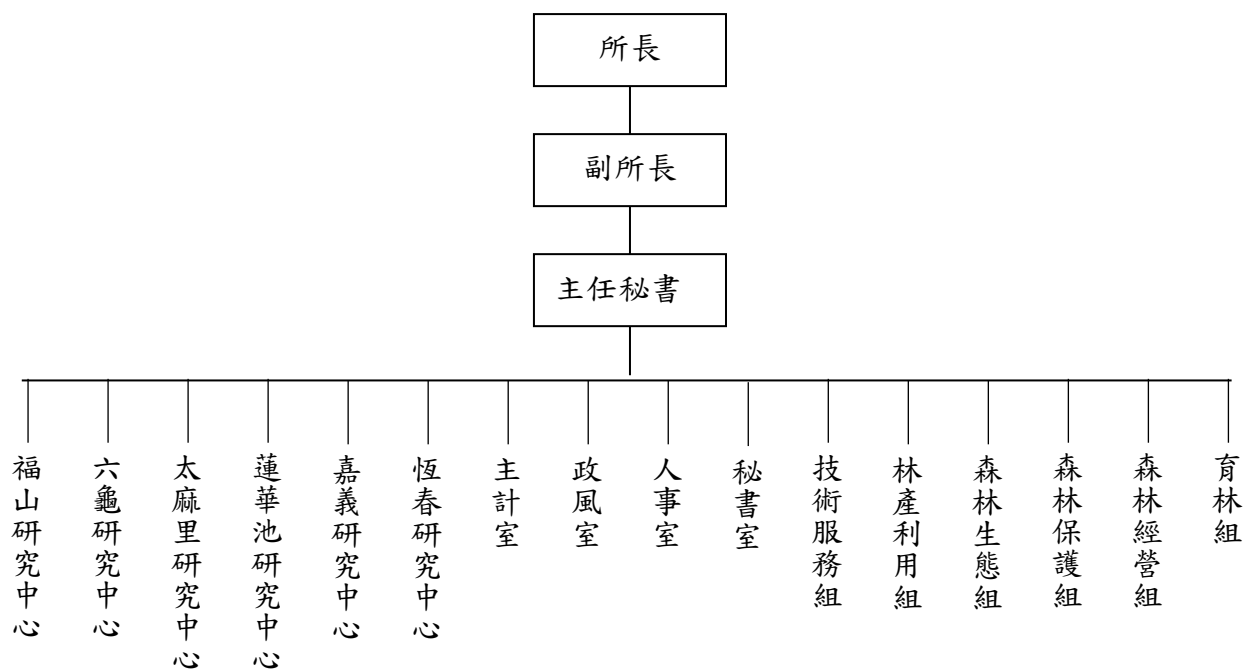 所長
副所長
主任秘書
福山研究中心
六龜研究中心
太麻里研究中心
蓮華池研究中心
嘉義研究中心
恆春研究中心
主計室
政風室
人事室
秘書室
技術服務組
林產利用組
森林生態組
森林保護組
森林經營組
育林組